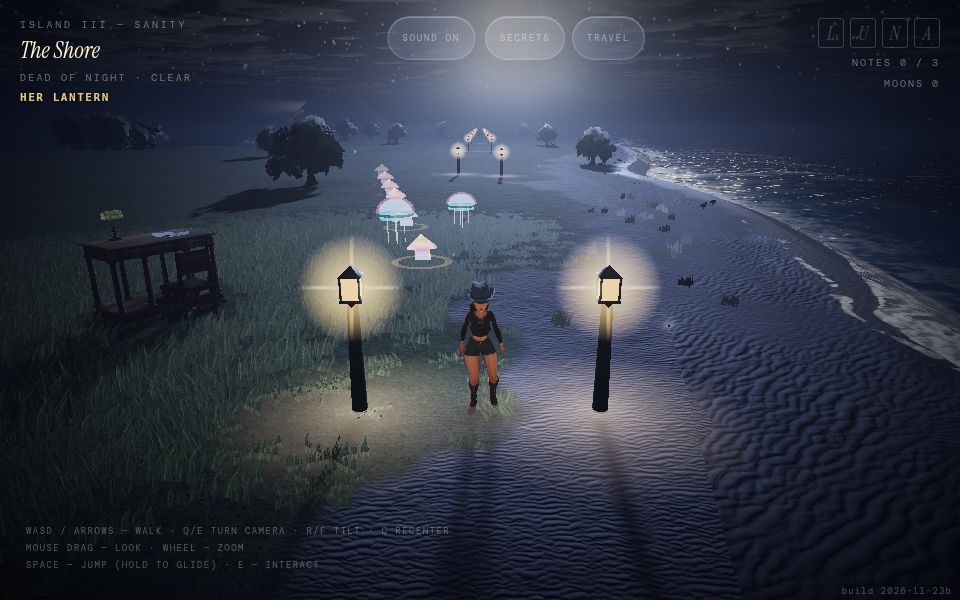 ISLAND III — SANITY
The Shore
DEAD OF NIGHT · CLEAR
HER LANTERN
SOUND ON
SECRETS
TRAVEL
L U N A
NOTES 0 / 3
MOONS 0
WASD / ARROWS — WALK · Q/E TURN CAMERA · R/F TILT · C RECENTER
MOUSE DRAG — LOOK · WHEEL — ZOOM
SPACE — JUMP (HOLD TO GLIDE) · E — INTERACT
build 2026-11-23b